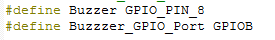 #define Buzzer GPIO_PIN_8
#define Buzzzer_GPIO_Port GPIOB